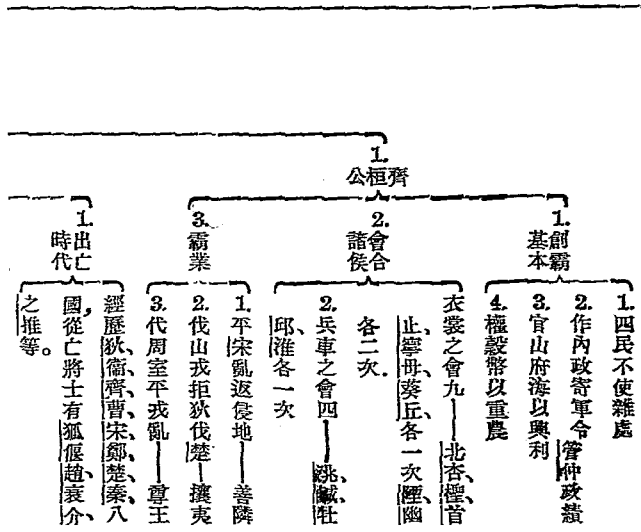 1.
齊桓公
1.
創霸基本
1. 四民不使雜處
2. 作內政寄軍令
管仲政績
3. 官山府海以興利
4. 權穀幣以重農
2.
會合諸侯
衣裳之會九——北杏、檉、首
止、寧母、葵丘、各一次、
幽
各二次.
2. 兵車之會四——洮、鹹、牡
邱、淮各一次
3.
霸業
1. 平宋亂返侵地——善隣
2. 伐山戎拒狄伐楚——攘夷
3. 代周室平戎亂——尊王
1.
出亡時代
經歷狄、衞、齊、曹、宋、鄭、楚、秦、八
國，從亡將士有狐偃、趙衰、介
之推等。